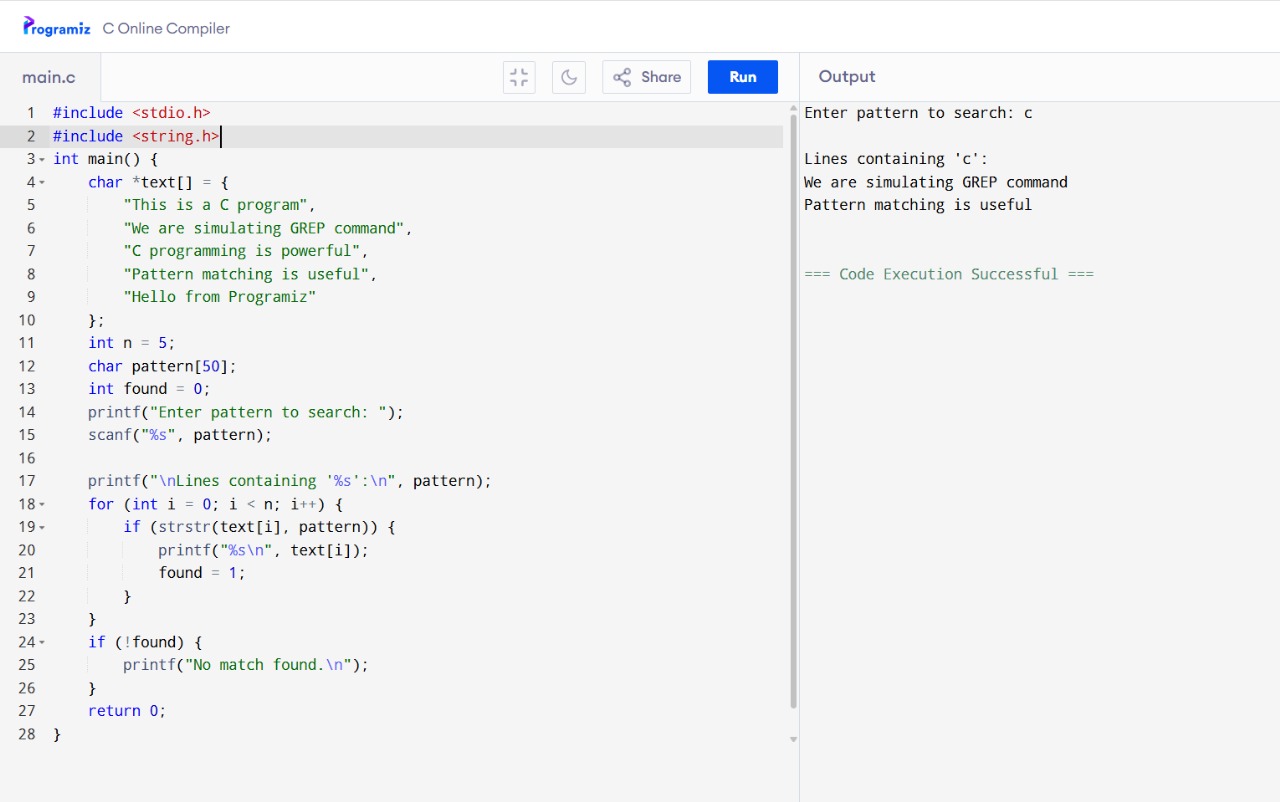 Programiz C Online Compiler
main.c Share Run Output
1 #include <stdio.h>
2 #include <string.h>
3 int main() {
4     char *text[] = {
5         "This is a C program",
6         "We are simulating GREP command",
7         "C programming is powerful",
8         "Pattern matching is useful",
9         "Hello from Programiz"
10     };
11     int n = 5;
12     char pattern[50];
13     int found = 0;
14     printf("Enter pattern to search: ");
15     scanf("%s", pattern);
16
17     printf("\nLines containing '%s':\n", pattern);
18     for (int i = 0; i < n; i++) {
19         if (strstr(text[i], pattern)) {
20             printf("%s\n", text[i]);
21             found = 1;
22         }
23     }
24     if (!found) {
25         printf("No match found.\n");
26     }
27     return 0;
28 }
Enter pattern to search: c
Lines containing 'c':
We are simulating GREP command
Pattern matching is useful
=== Code Execution Successful ===